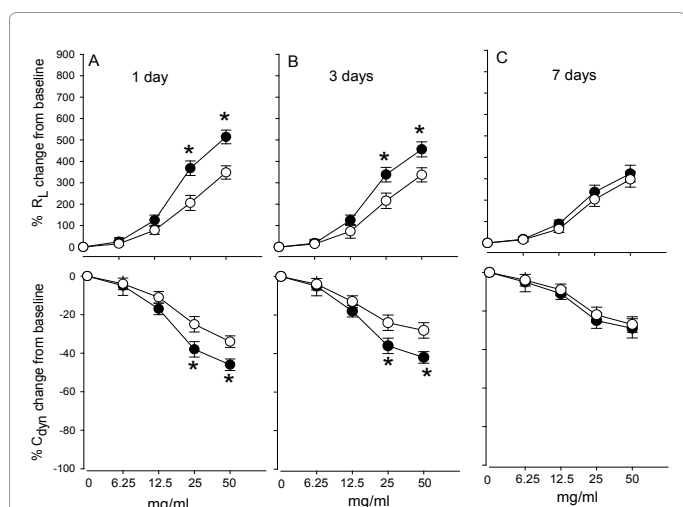 A
1 day
B
3 days
C
7 days
% R_L change from baseline
900
800
700
600
500
400
300
200
100
0
*
*
*
*
% C_dyn change from baseline
0
-20
-40
-60
-80
-100
*
*
*
*
0 6.25 12.5 25 50
0 6.25 12.5 25 50
0 6.25 12.5 25 50
mg/ml
mg/ml
mg/ml